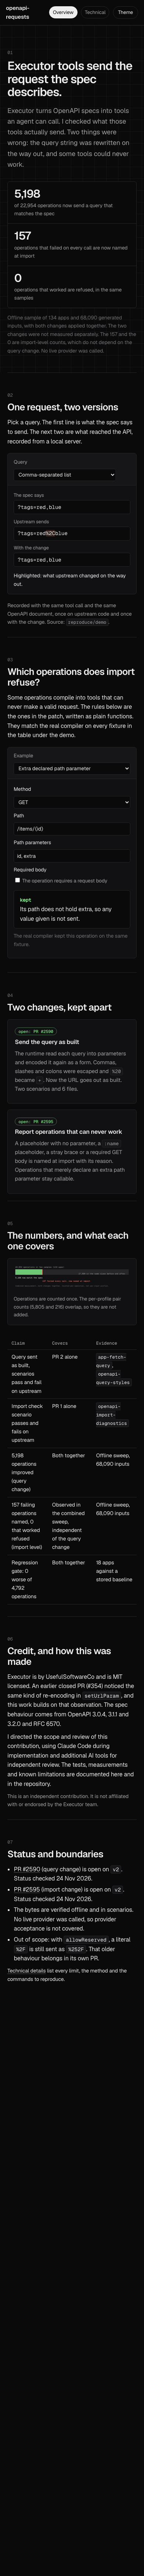 openapi-
requests
Overview
Technical
Theme
01
Executor tools send the
request the spec
describes.
Executor turns OpenAPI specs into tools
an agent can call. I checked what those
tools actually send. Two things were
wrong: the query string was rewritten on
the way out, and some tools could never
work.
5,198
of 22,954 operations now send a query that
matches the spec
157
operations that failed on every call are now named
at import
0
operations that worked are refused, in the same
samples
Offline sample of 134 apps and 68,090 generated
inputs, with both changes applied together. The two
changes were not measured separately. The 157 and the
0 are import-level counts, which do not depend on the
query change. No live provider was called.
02
One request, two versions
Pick a query. The first line is what the spec says
to send. The next two are what reached the API,
recorded from a local server.
Query
Comma-separated list
The spec says
?tags=red,blue
Upstream sends
?tags=red%2Cblue
With the change
?tags=red,blue
Highlighted: what upstream changed on the way
out.
Recorded with the same tool call and the same
OpenAPI document, once on upstream code and once
with the change. Source: reproduce/demo.
03
Which operations does import
refuse?
Some operations compile into tools that can
never make a valid request. The rules below are
the ones in the patch, written as plain functions.
They match the real compiler on every fixture in
the table under the demo.
Example
Extra declared path parameter
Method
GET
Path
/items/{id}
Path parameters
id, extra
Required body
The operation requires a request body
kept
Its path does not hold extra, so any
value given is not sent.
The real compiler kept this operation on the same
fixture.
04
Two changes, kept apart
open: PR #2590
Send the query as built
The runtime read each query into parameters
and encoded it again as a form. Commas,
slashes and colons were escaped and %20
became +. Now the URL goes out as built.
Two scenarios and 6 files.
open: PR #2595
Report operations that can never work
A placeholder with no parameter, a :name
placeholder, a stray brace or a required GET
body is named at import with its reason.
Operations that merely declare an extra path
parameter stay callable.
05
The numbers, and what each
one covers
Operations are counted once. The per-profile pair
counts (5,805 and 218) overlap, so they are not
added.
Claim Covers Evidence
Query sent
as built,
scenarios
pass and fail
on upstream
PR 2 alone
app-fetch-
query,
openapi-
query-styles
Import check
scenario
passes and
fails on
upstream
PR 1 alone
openapi-
import-
diagnostics
5,198
operations
improved
(query
change)
Both together
Offline sweep,
68,090 inputs
157 failing
operations
named, 0
that worked
refused
(import level)
Observed in
the combined
sweep,
independent
of the query
change
Offline sweep,
68,090 inputs
Regression
gate: 0
worse of
4,792
operations
Both together
18 apps
against a
stored baseline
06
Credit, and how this was
made
Executor is by UsefulSoftwareCo and is MIT
licensed. An earlier closed PR (#354) noticed the
same kind of re-encoding in setUrlParam, and
this work builds on that observation. The spec
behaviour comes from OpenAPI 3.0.4, 3.1.1 and
3.2.0 and RFC 6570.
I directed the scope and review of this
contribution, using Claude Code during
implementation and additional AI tools for
independent review. The tests, measurements
and known limitations are documented here and
in the repository.
This is an independent contribution. It is not affiliated
with or endorsed by the Executor team.
07
Status and boundaries
PR #2590 (query change) is open on v2.
Status checked 24 Nov 2026.
PR #2595 (import change) is open on v2.
Status checked 24 Nov 2026.
The bytes are verified offline and in scenarios.
No live provider was called, so provider
acceptance is not covered.
Out of scope: with allowReserved, a literal
%2F is still sent as %252F. That older
behaviour belongs in its own PR.
Technical details list every limit, the method and the
commands to reproduce.